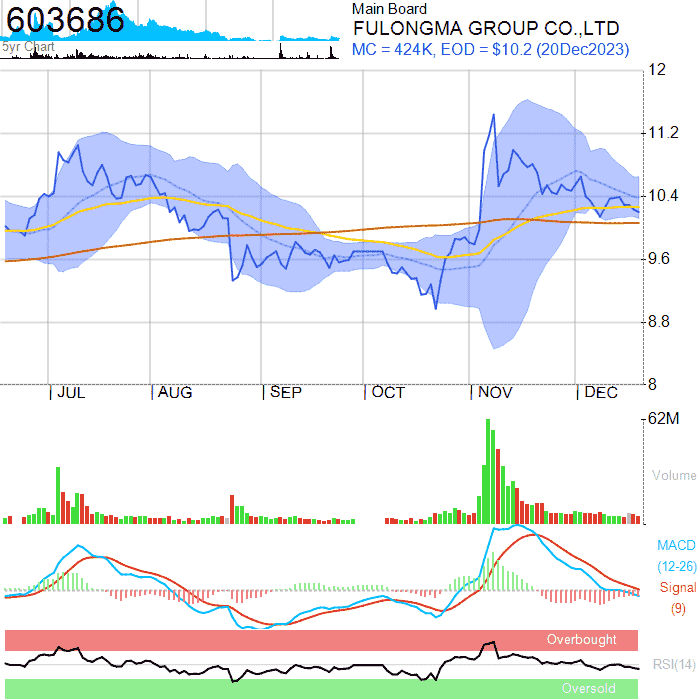 603686
5yr Chart
Main Board
FULONGMA GROUP CO.,LTD
MC = 424K, EOD = $10.2 (20Dec2023)
12
11.2
10.4
9.6
8.8
8
JUL AUG SEP OCT NOV DEC
62M
Volume
MACD
(12-26)
Signal
(9)
Overbought
RSI(14)
Oversold